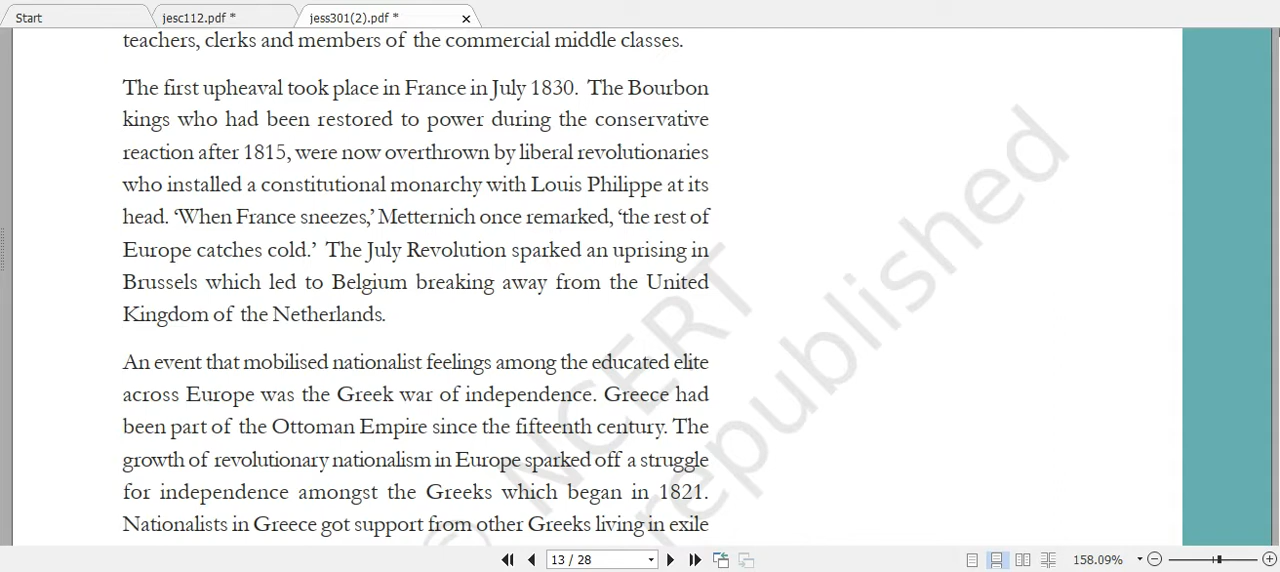 Start
jesc112.pdf *
jess301(2).pdf *
teachers, clerks and members of the commercial middle classes.
The first upheaval took place in France in July 1830. The Bourbon
kings who had been restored to power during the conservative
reaction after 1815, were now overthrown by liberal revolutionaries
who installed a constitutional monarchy with Louis Philippe at its
head. ‘When France sneezes,’ Metternich once remarked, ‘the rest of
Europe catches cold.’ The July Revolution sparked an uprising in
Brussels which led to Belgium breaking away from the United
Kingdom of the Netherlands.
An event that mobilised nationalist feelings among the educated elite
across Europe was the Greek war of independence. Greece had
been part of the Ottoman Empire since the fifteenth century. The
growth of revolutionary nationalism in Europe sparked off a struggle
for independence amongst the Greeks which began in 1821.
Nationalists in Greece got support from other Greeks living in exile
© NCERT
republished
13 / 28
158.09%